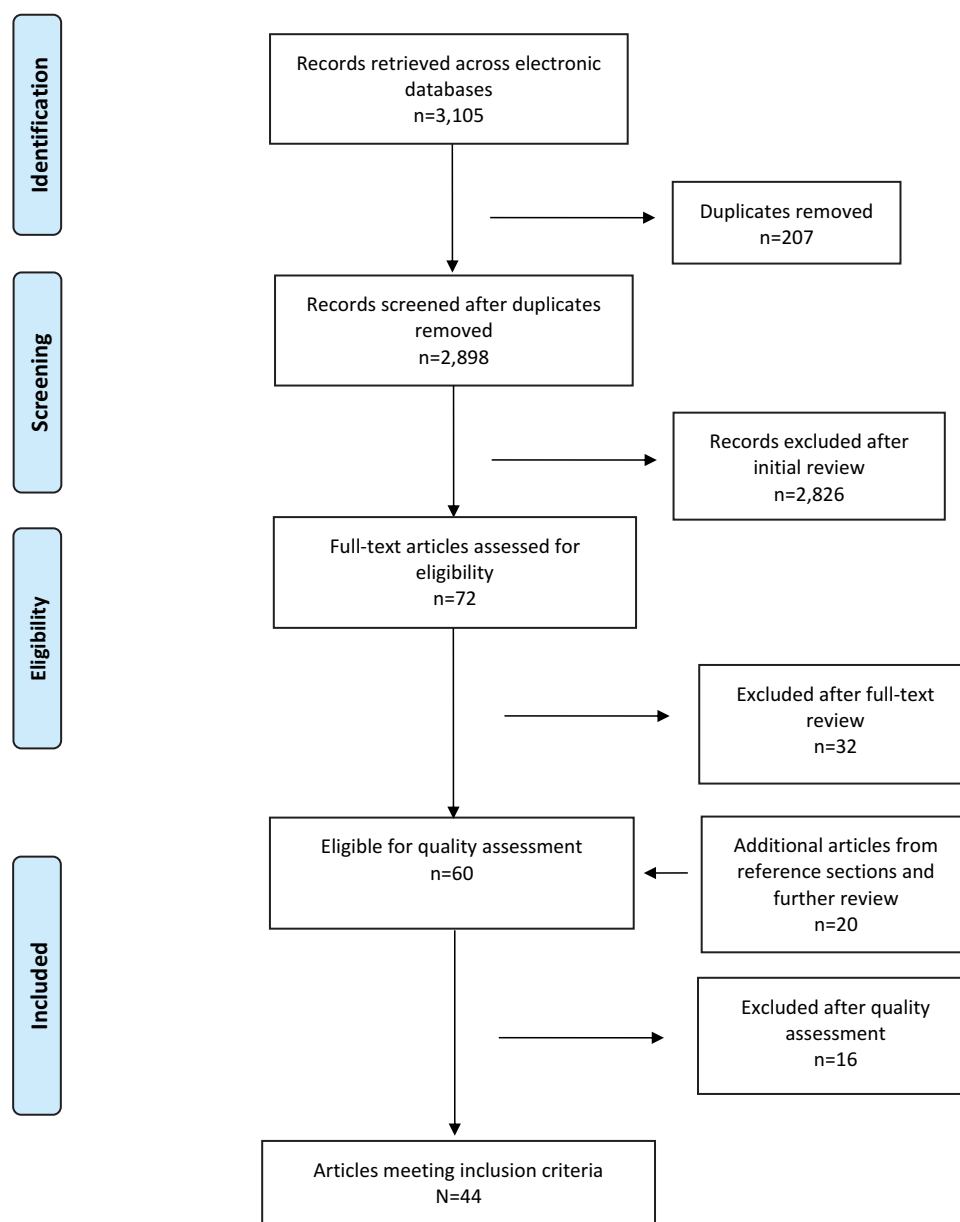 Identification
Records retrieved across electronic
databases
n=3,105
Duplicates removed
n=207
Screening
Records screened after duplicates
removed
n=2,898
Records excluded after
initial review
n=2,826
Eligibility
Full-text articles assessed for
eligibility
n=72
Excluded after full-text
review
n=32
Included
Eligible for quality assessment
n=60
Additional articles from
reference sections and
further review
n=20
Excluded after quality
assessment
n=16
Articles meeting inclusion criteria
N=44